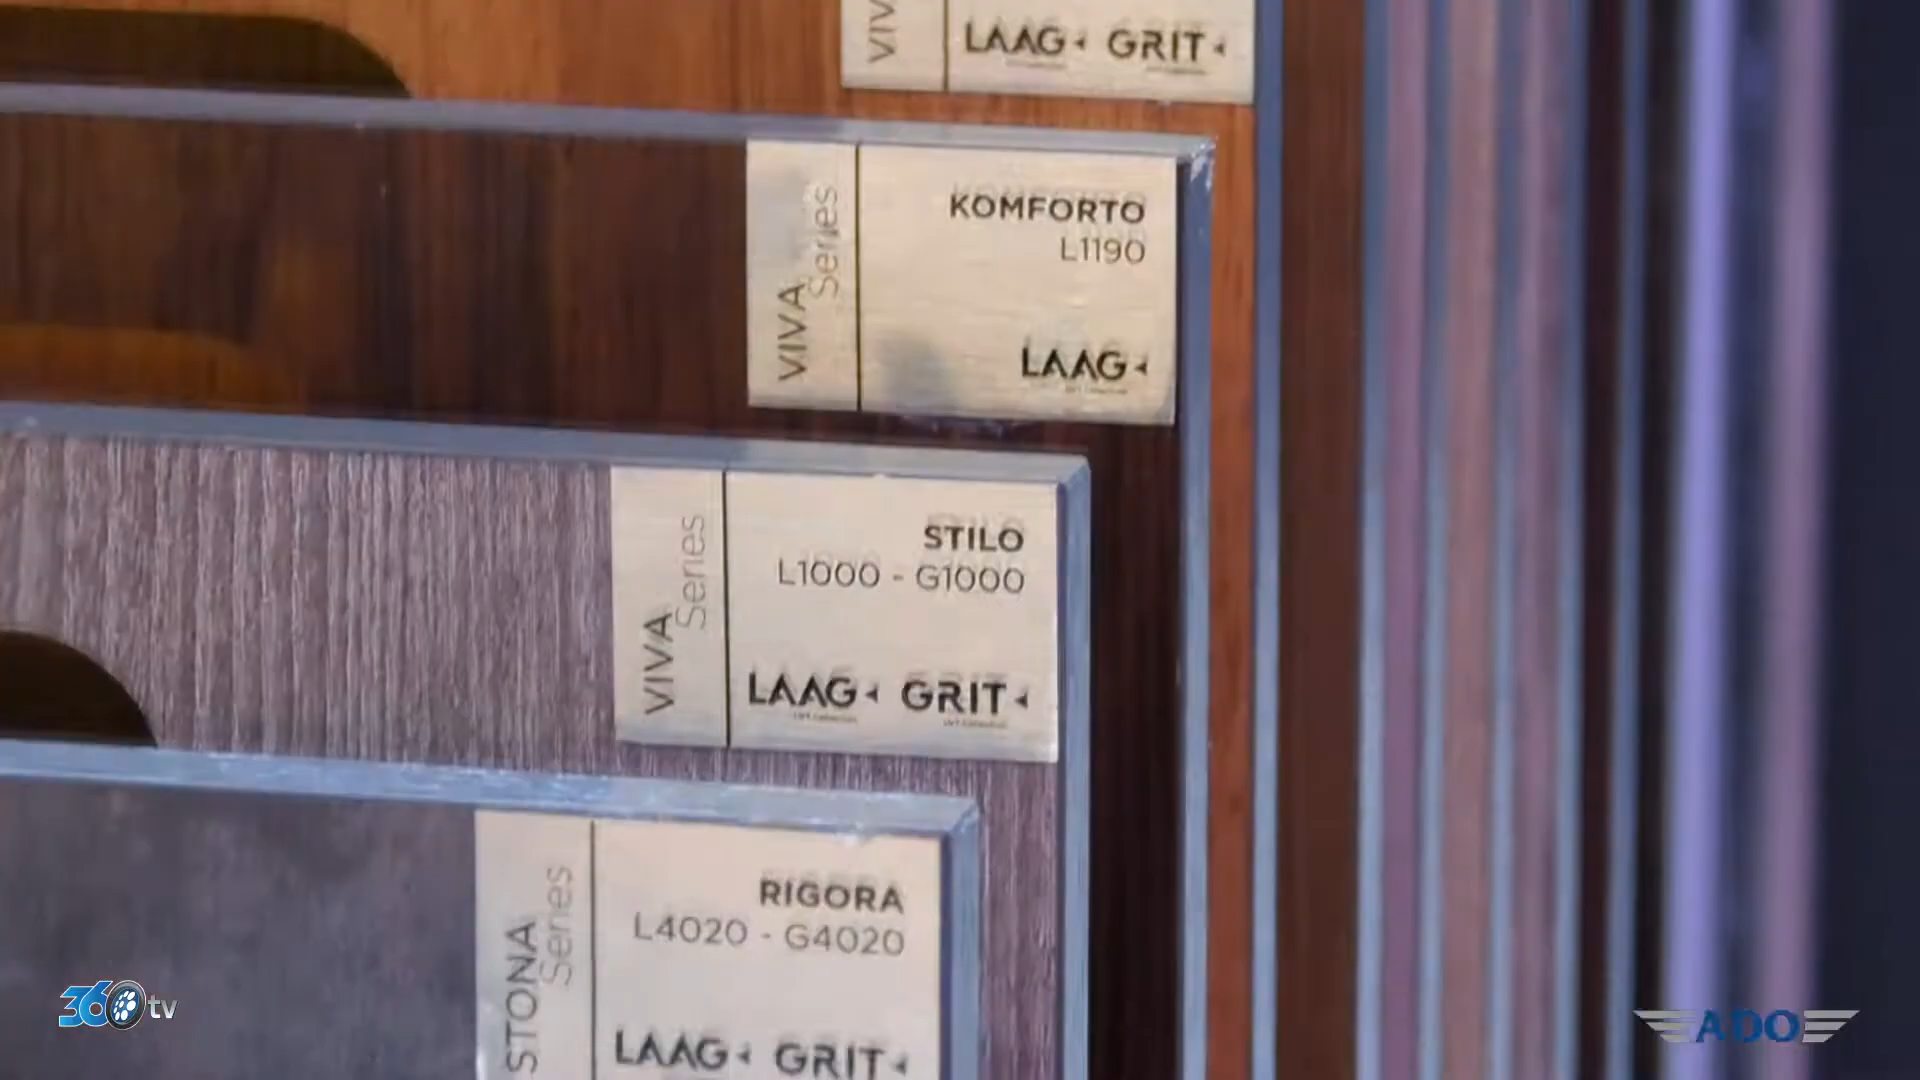 VIV
LAAG GRIT
VIVA
Series
KOMFORTO
L1190
LAAG
VIVA
Series
STILO
L1000 - G1000
LAAG GRIT
STONA
Series
RIGORA
L4020 - G4020
LAAG GRIT
360tv
ADO